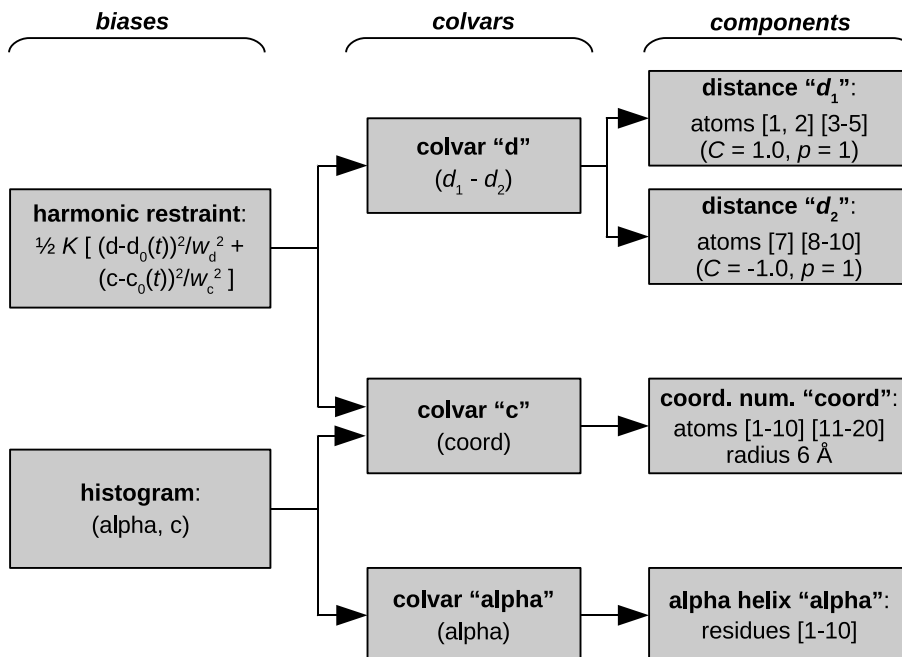 biases
colvars
components
harmonic restraint:
½ K [ (d-d₀(t))²/w_d² +
(c-c₀(t))²/w_c² ]
histogram:
(alpha, c)
colvar “d”
(d₁ - d₂)
colvar “c”
(coord)
colvar “alpha”
(alpha)
distance “d₁”:
atoms [1, 2] [3-5]
(C = 1.0, p = 1)
distance “d₂”:
atoms [7] [8-10]
(C = -1.0, p = 1)
coord. num. “coord”:
atoms [1-10] [11-20]
radius 6 Å
alpha helix “alpha”:
residues [1-10]